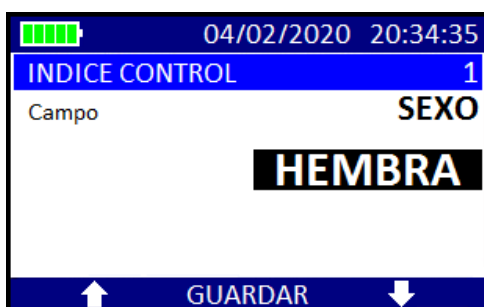 04/02/2020 20:34:35
INDICE CONTROL 1
Campo SEXO
HEMBRA
GUARDAR